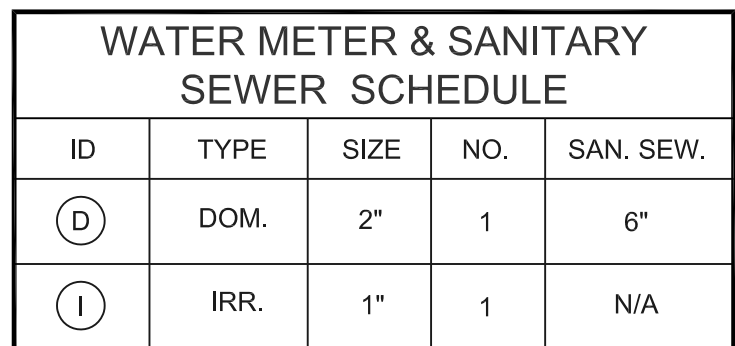 WATER METER & SANITARY
SEWER SCHEDULE
ID TYPE SIZE NO. SAN. SEW.
D DOM. 2" 1 6"
I IRR. 1" 1 N/A